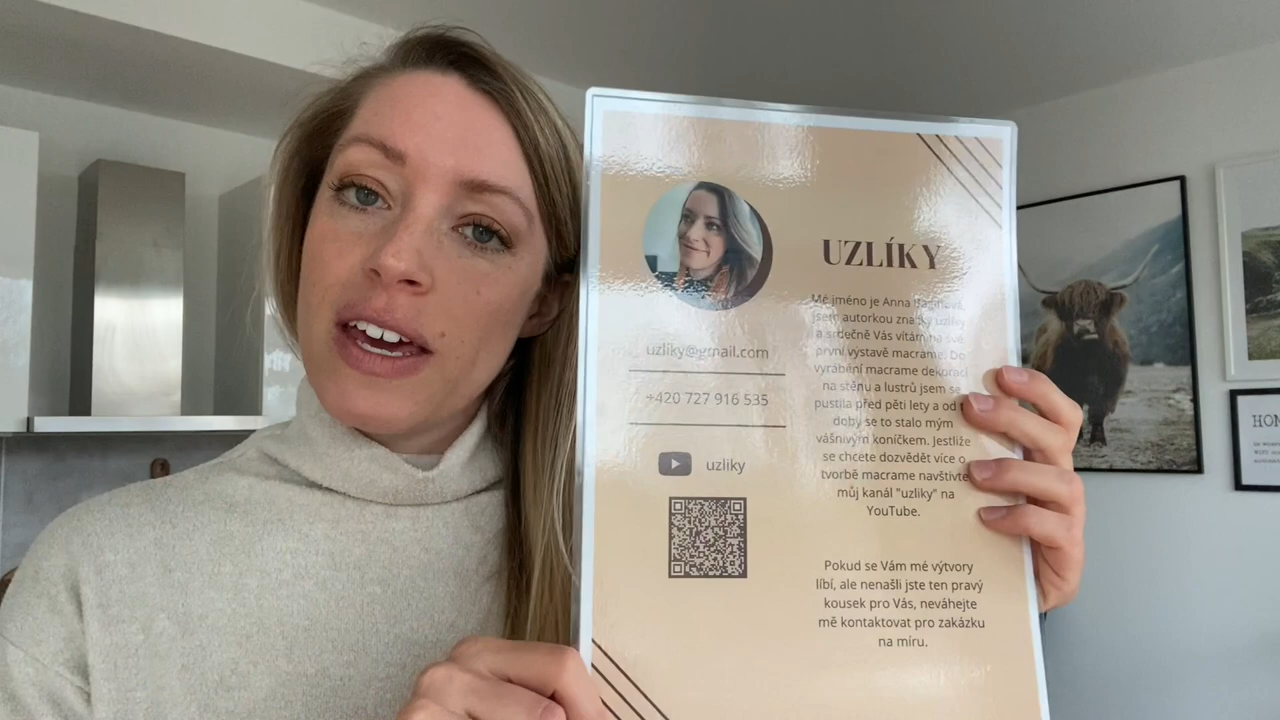 UZLÍKY
uzliky@gmail.com
+420 727 916 535
uzliky
Mé jméno je Anna
jsem autorkou značky uzlíky
a srdečně Vás vítám na své
první výstavě macrame. Do
vyrábění macrame dekorací
na stěnu a lustrů jsem se
pustila před pěti lety a od
doby se to stalo mým
vášnivým koníčkem. Jestliže
se chcete dozvědět více o
tvorbě macrame navštivte
můj kanál "uzliky" na
YouTube.
Pokud se Vám mé výtvory
líbí, ale nenašli jste ten pravý
kousek pro Vás, neváhejte
mě kontaktovat pro zakázku
na míru.